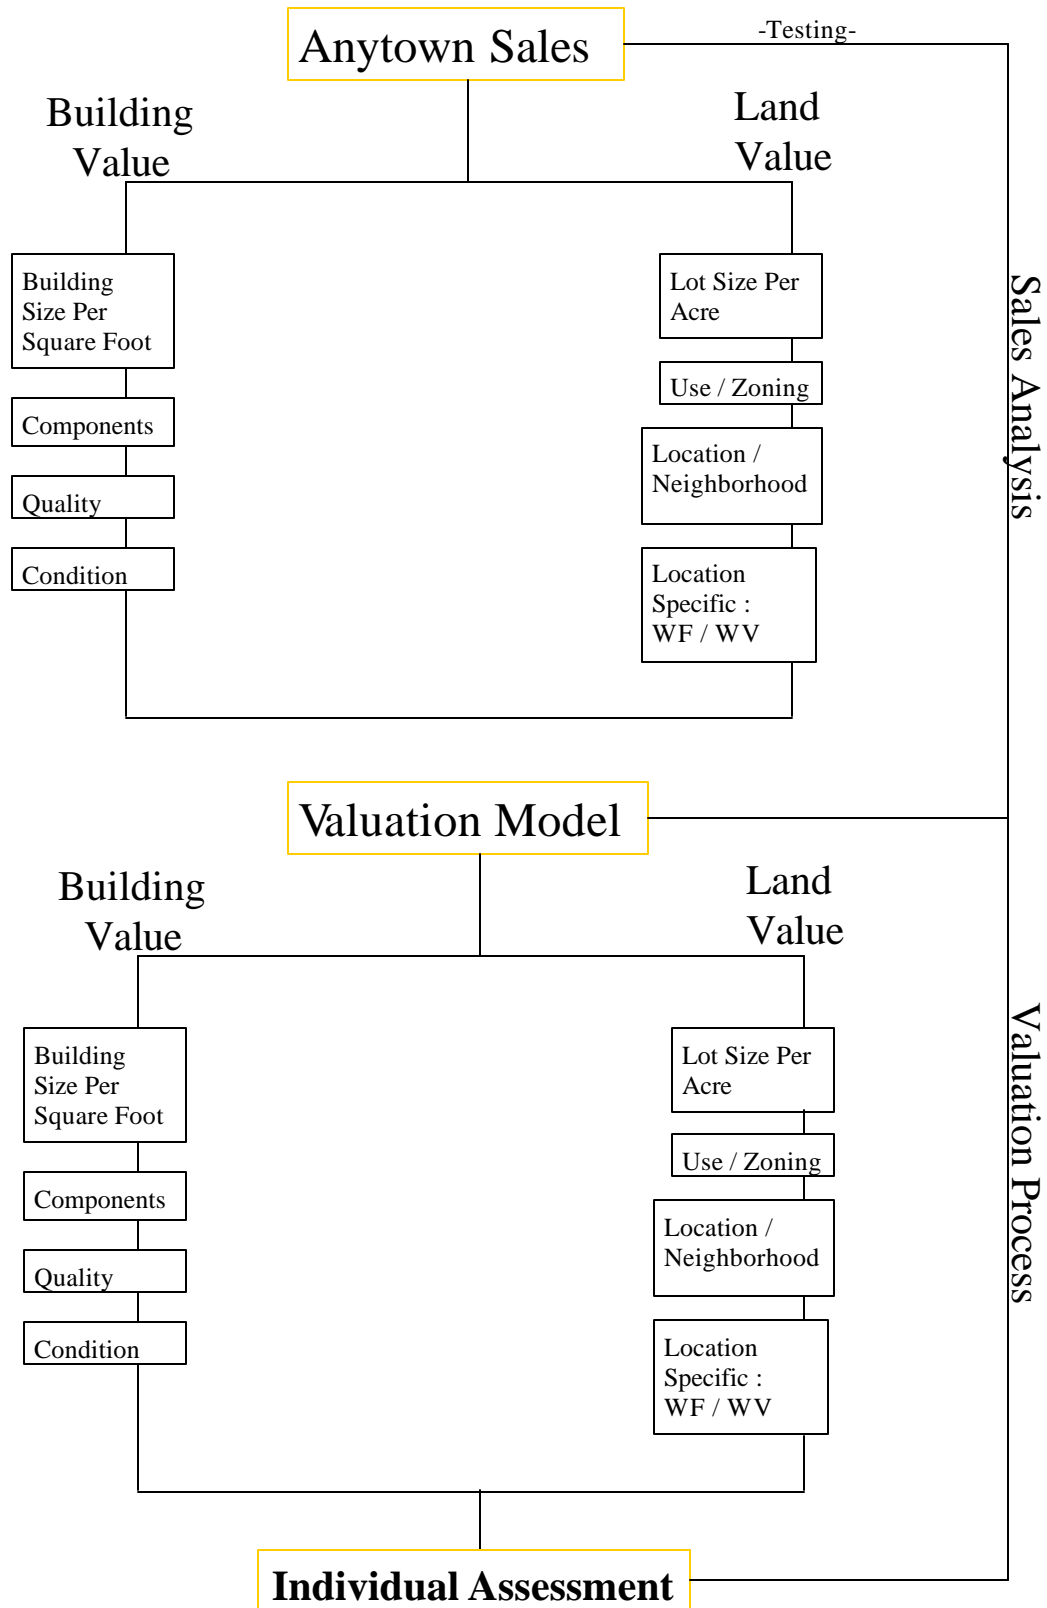 Anytown Sales
-Testing-
Building
Value
Land
Value
Building
Size Per
Square Foot
Components
Quality
Condition
Lot Size Per
Acre
Use / Zoning
Location /
Neighborhood
Location
Specific :
WF / WV
Sales Analysis
Valuation Model
Building
Value
Land
Value
Building
Size Per
Square Foot
Components
Quality
Condition
Lot Size Per
Acre
Use / Zoning
Location /
Neighborhood
Location
Specific :
WF / WV
Valuation Process
Individual Assessment